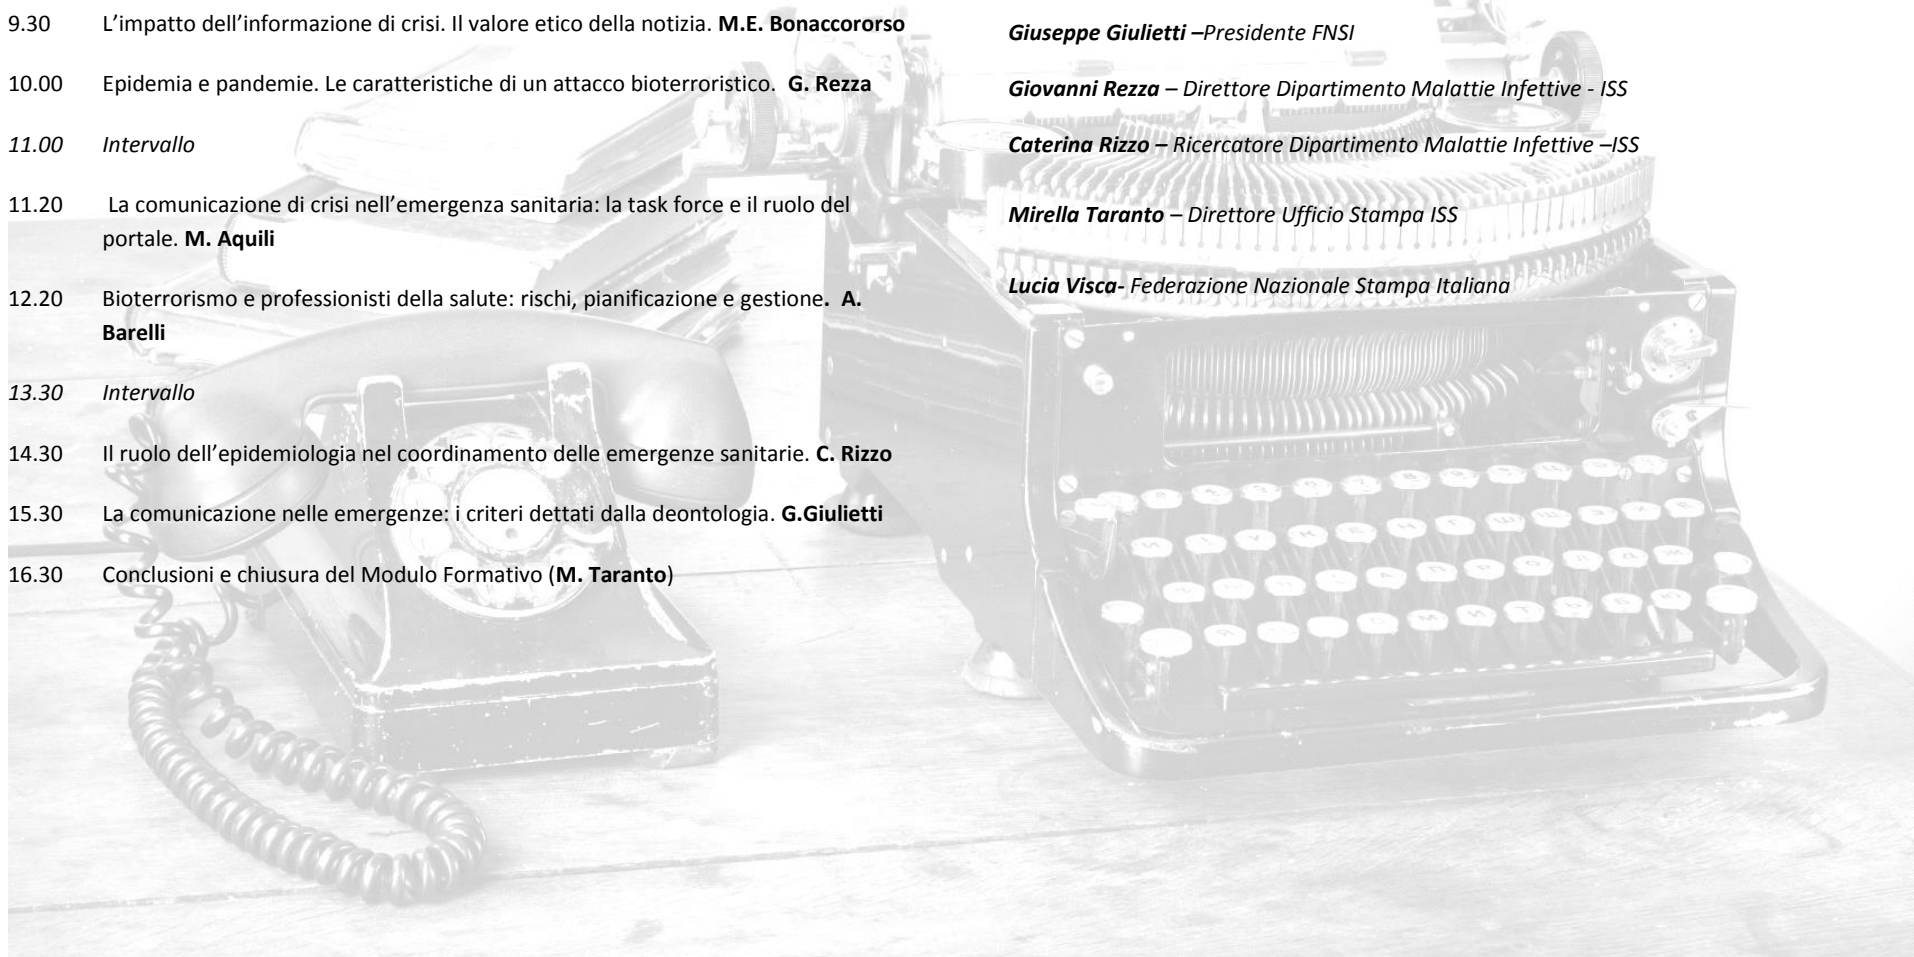 9.30 L’impatto dell’informazione di crisi. Il valore etico della notizia. M.E. Bonaccororso
10.00 Epidemia e pandemie. Le caratteristiche di un attacco bioterroristico. G. Rezza
11.00 Intervallo
11.20 La comunicazione di crisi nell’emergenza sanitaria: la task force e il ruolo del
portale. M. Aquili
12.20 Bioterrorismo e professionisti della salute: rischi, pianificazione e gestione. A.
Barelli
13.30 Intervallo
14.30 Il ruolo dell’epidemiologia nel coordinamento delle emergenze sanitarie. C. Rizzo
15.30 La comunicazione nelle emergenze: i criteri dettati dalla deontologia. G.Giulietti
16.30 Conclusioni e chiusura del Modulo Formativo (M. Taranto)
Giuseppe Giulietti –Presidente FNSI
Giovanni Rezza – Direttore Dipartimento Malattie Infettive - ISS
Caterina Rizzo – Ricercatore Dipartimento Malattie Infettive –ISS
Mirella Taranto – Direttore Ufficio Stampa ISS
Lucia Visca- Federazione Nazionale Stampa Italiana